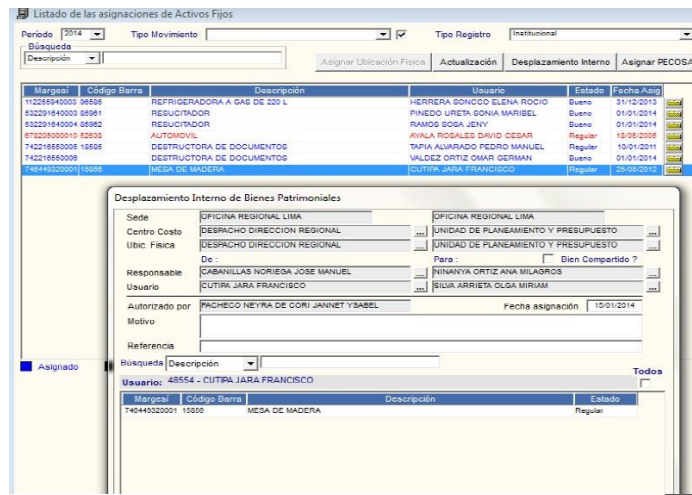 Listado de las asignaciones de Activos Fijos
Periodo 2014 Tipo Movimiento Tipo Registro Institucional
Búsqueda
Descripción Asignar Ubicación Física Actualización Desplazamiento Interno Asignar PECOSA
Margesí Código Barra Descripción Usuario Estado Fecha Asig
112255940003 96595 REFRIGERADORA A GAS DE 220 L HERRERA SONCCO ELENA ROCIO Bueno 31/12/2013
532291640003 85961 RESUCITADOR PINEDO URETA SONIA MARIBEL Bueno 01/01/2014
532291640004 85962 RESUCITADOR RAMOS SOSA JENY Bueno 01/01/2014
678205000010 52638 AUTOMOVIL AYALA ROSALES DAVID CESAR Regular 18/05/2005
742216550005 18595 DESTRUCTORA DE DOCUMENTOS TAPIA ALVARADO PEDRO MANUEL Regular 10/01/2011
742216550006 DESTRUCTORA DE DOCUMENTOS VALDEZ ORTIZ OMAR GERMAN Bueno 01/01/2014
746449320001 15856 MESA DE MADERA CUTIPA JARA FRANCISCO Regular 25/06/2012
Desplazamiento Interno de Bienes Patrimoniales
Sede OFICINA REGIONAL LIMA OFICINA REGIONAL LIMA
Centro Costo DESPACHO DIRECCION REGIONAL ... UNIDAD DE PLANEAMIENTO Y PRESUPUESTO ...
Ubic. Física DESPACHO DIRECCION REGIONAL ... UNIDAD DE PLANEAMIENTO Y PRESUPUESTO ...
De : Para : Bien Compartido ?
Responsable CABANILLAS NORIEGA JOSE MANUEL ... NINANYA ORTIZ ANA MILAGROS ...
Usuario CUTIPA JARA FRANCISCO ... SILVA ARRIETA OLGA MIRIAM ...
Autorizado por PACHECO NEYRA DE CORI JANNET YSABEL Fecha asignación 15/01/2014
Motivo
Referencia
Asignado
Búsqueda Descripción
Todos
Usuario: 48554 - CUTIPA JARA FRANCISCO
Margesí Código Barra Descripción Estado
746449320001 15856 MESA DE MADERA Regular